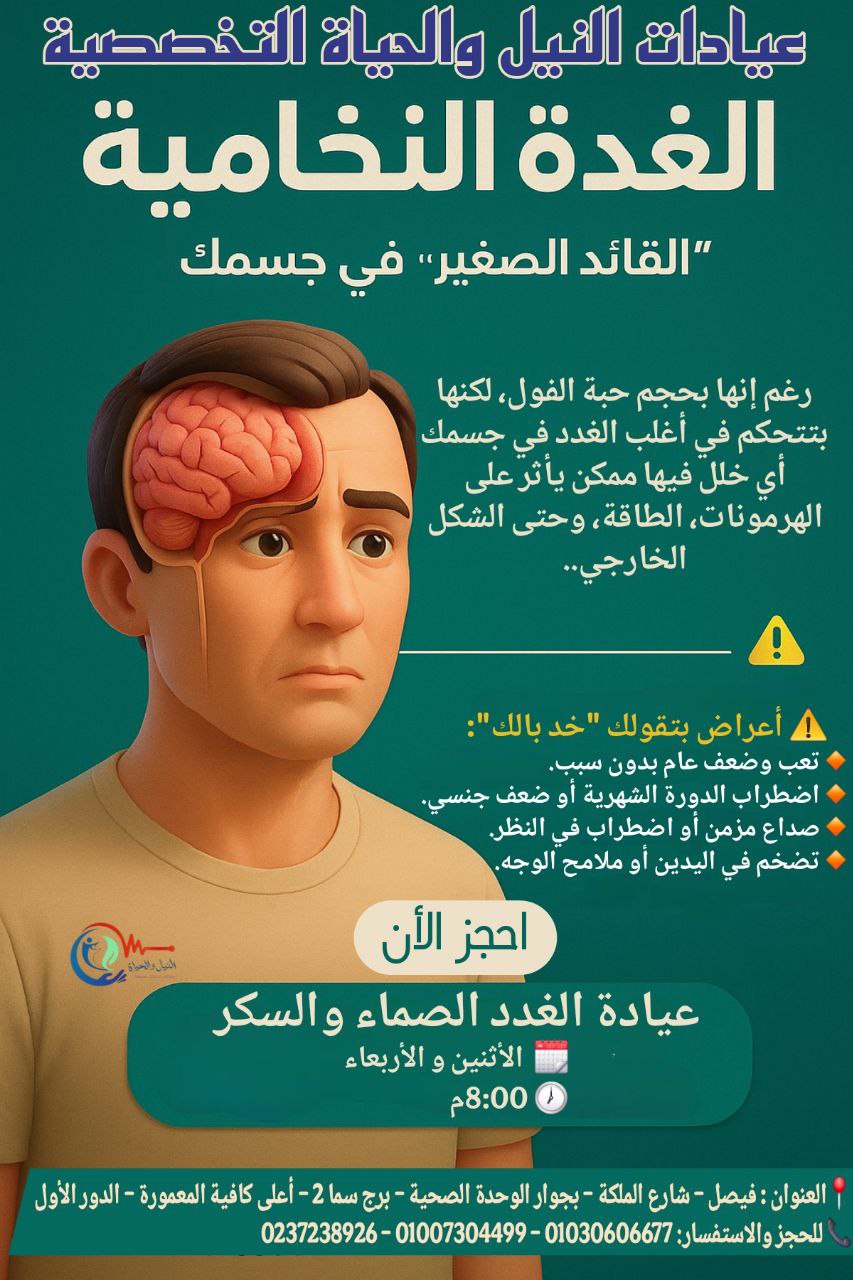 عيادات النيل والحياة التخصصية
الغدة النخامية
"القائد الصغير" في جسمك
رغم إنها بحجم حبة الفول، لكنها
بتتحكم في أغلب الغدد في جسمك
أي خلل فيها ممكن يأثر على
الهرمونات، الطاقة، وحتى الشكل
الخارجي..
⚠️ أعراض بتقولك "خد بالك":
🔸 تعب وضعف عام بدون سبب.
🔸 اضطراب الدورة الشهرية أو ضعف جنسي.
🔸 صداع مزمن أو اضطراب في النظر.
🔸 تضخم في اليدين أو ملامح الوجه.
احجز الأن
النيل والحياة
عيادة الغدد الصماء والسكر
الأثنين و الأربعاء
8:00م
العنوان : فيصل - شارع الملكة - بجوار الوحدة الصحية - برج سما 2 - أعلى كافية المعمورة - الدور الأول
للحجز والاستفسار: 01030606677 - 01007304499 - 0237238926